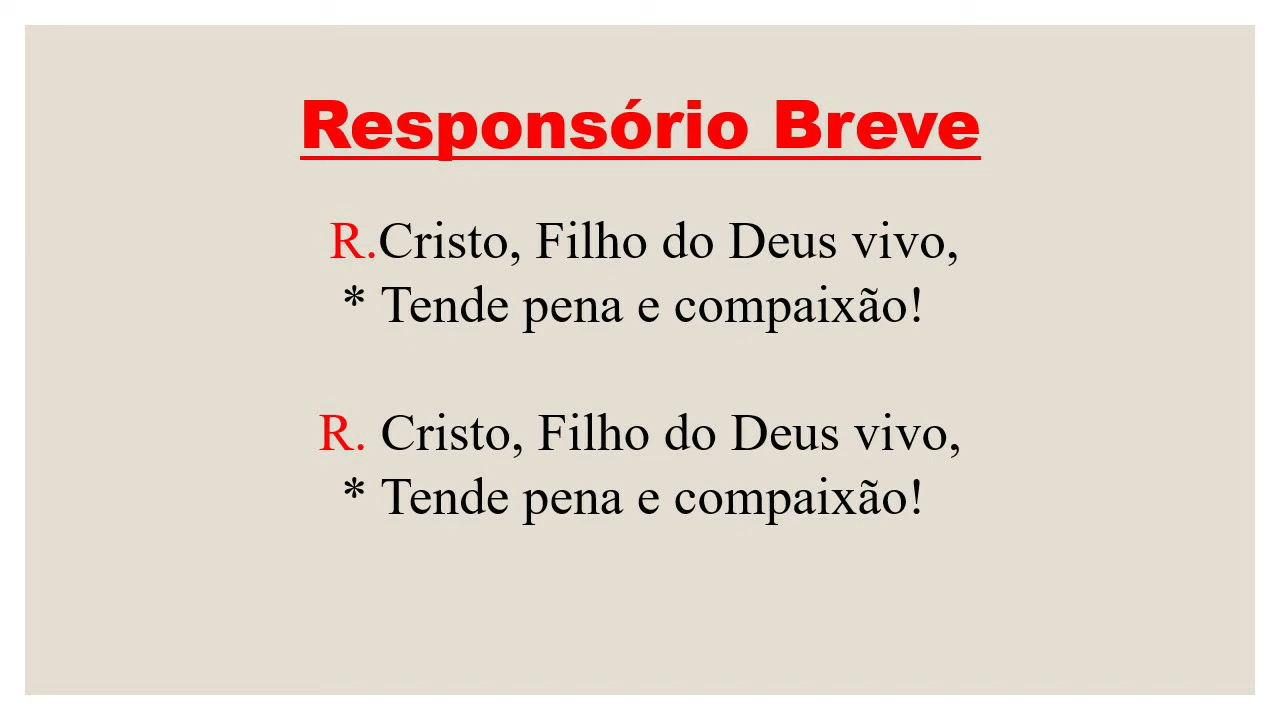 Responsório Breve
R.Cristo, Filho do Deus vivo,
* Tende pena e compaixão!
R. Cristo, Filho do Deus vivo,
* Tende pena e compaixão!